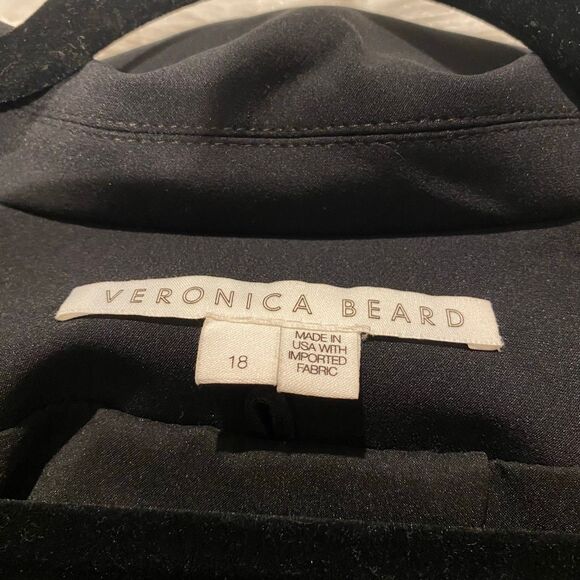 VERONICA BEARD
18
MADE IN
USA WITH
IMPORTED
FABRIC